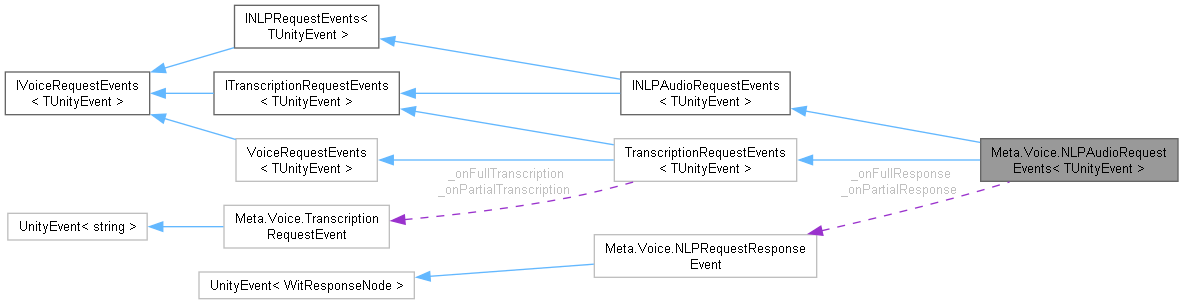 INLPRequestEvents<
TUnityEvent >
IVoiceRequestEvents
< TUnityEvent >
ITranscriptionRequestEvents
< TUnityEvent >
INLPAudioRequestEvents
< TUnityEvent >
VoiceRequestEvents
< TUnityEvent >
TranscriptionRequestEvents
< TUnityEvent >
Meta.Voice.NLPAudioRequest
Events< TUnityEvent >
_onFullTranscription
_onPartialTranscription
_onFullResponse
_onPartialResponse
UnityEvent< string >
Meta.Voice.Transcription
RequestEvent
Meta.Voice.NLPRequestResponse
Event
UnityEvent< WitResponseNode >